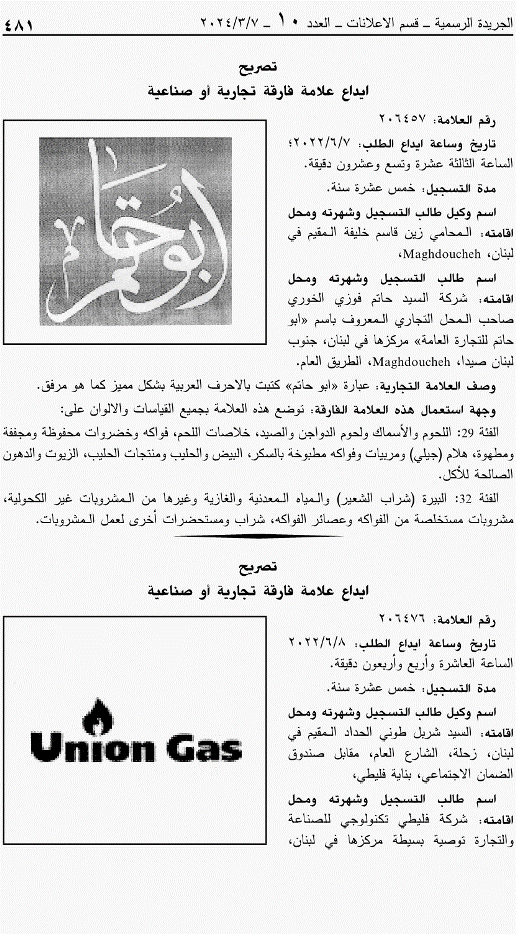 الجريدة الرسمية – قسم الاعلانات – العدد ١٠ – ٢٠٢٤/٣/٧
٤٨١
تصريح
ايداع علامة فارقة تجارية أو صناعية
رقم العلامة: ٢٠٦٤٥٧
تاريخ وساعة ايداع الطلب: ٢٠٢٢/٦/٧؛
الساعة الثالثة عشرة وتسع وعشرون دقيقة.
مدة التسجيل: خمس عشرة سنة.
اسم وكيل طالب التسجيل وشهرته ومحل
اقامته: المحامي زين قاسم خليفة المقيم في
لبنان، Maghdoucheh،
اسم طالب التسجيل وشهرته ومحل
اقامته: شركة السيد حاتم فوزي الخوري
صاحب المحل التجاري المعروف باسم «ابو
حاتم للتجارة العامة» مركزها في لبنان، جنوب
لبنان صيدا، Maghdoucheh، الطريق العام.
أبو حاتم
وصف العلامة التجارية: عبارة «ابو حاتم» كتبت بالاحرف العربية بشكل مميز كما هو مرفق.
وجهة استعمال هذه العلامة الفارقة: توضع هذه العلامة بجميع القياسات والالوان على:
الفئة 29: اللحوم والأسماك ولحوم الدواجن والصيد، خلاصات اللحم، فواكه وخضروات محفوظة ومجففة
ومطهوة، هلام (جيلي) ومربيات وفواكه مطبوخة بالسكر، البيض والحليب ومنتجات الحليب، الزيوت والدهون
الصالحة للأكل.
الفئة 32: البيرة (شراب الشعير) والمياه المعدنية والغازية وغيرها من المشروبات غير الكحولية،
مشروبات مستخلصة من الفواكه وعصائر الفواكه، شراب ومستحضرات أخرى لعمل المشروبات.
تصريح
ايداع علامة فارقة تجارية أو صناعية
رقم العلامة: ٢٠٦٤٧٦
تاريخ وساعة ايداع الطلب: ٢٠٢٢/٦/٨
الساعة العاشرة وأربع وأربعون دقيقة.
مدة التسجيل: خمس عشرة سنة.
اسم وكيل طالب التسجيل وشهرته ومحل
اقامته: السيد شربل طوني الحداد المقيم في
لبنان، زحلة، الشارع العام، مقابل صندوق
الضمان الاجتماعي، بناية فليطي،
اسم طالب التسجيل وشهرته ومحل
اقامته: شركة فليطي تكنولوجي للصناعة
والتجارة توصية بسيطة مركزها في لبنان،
Union Gas